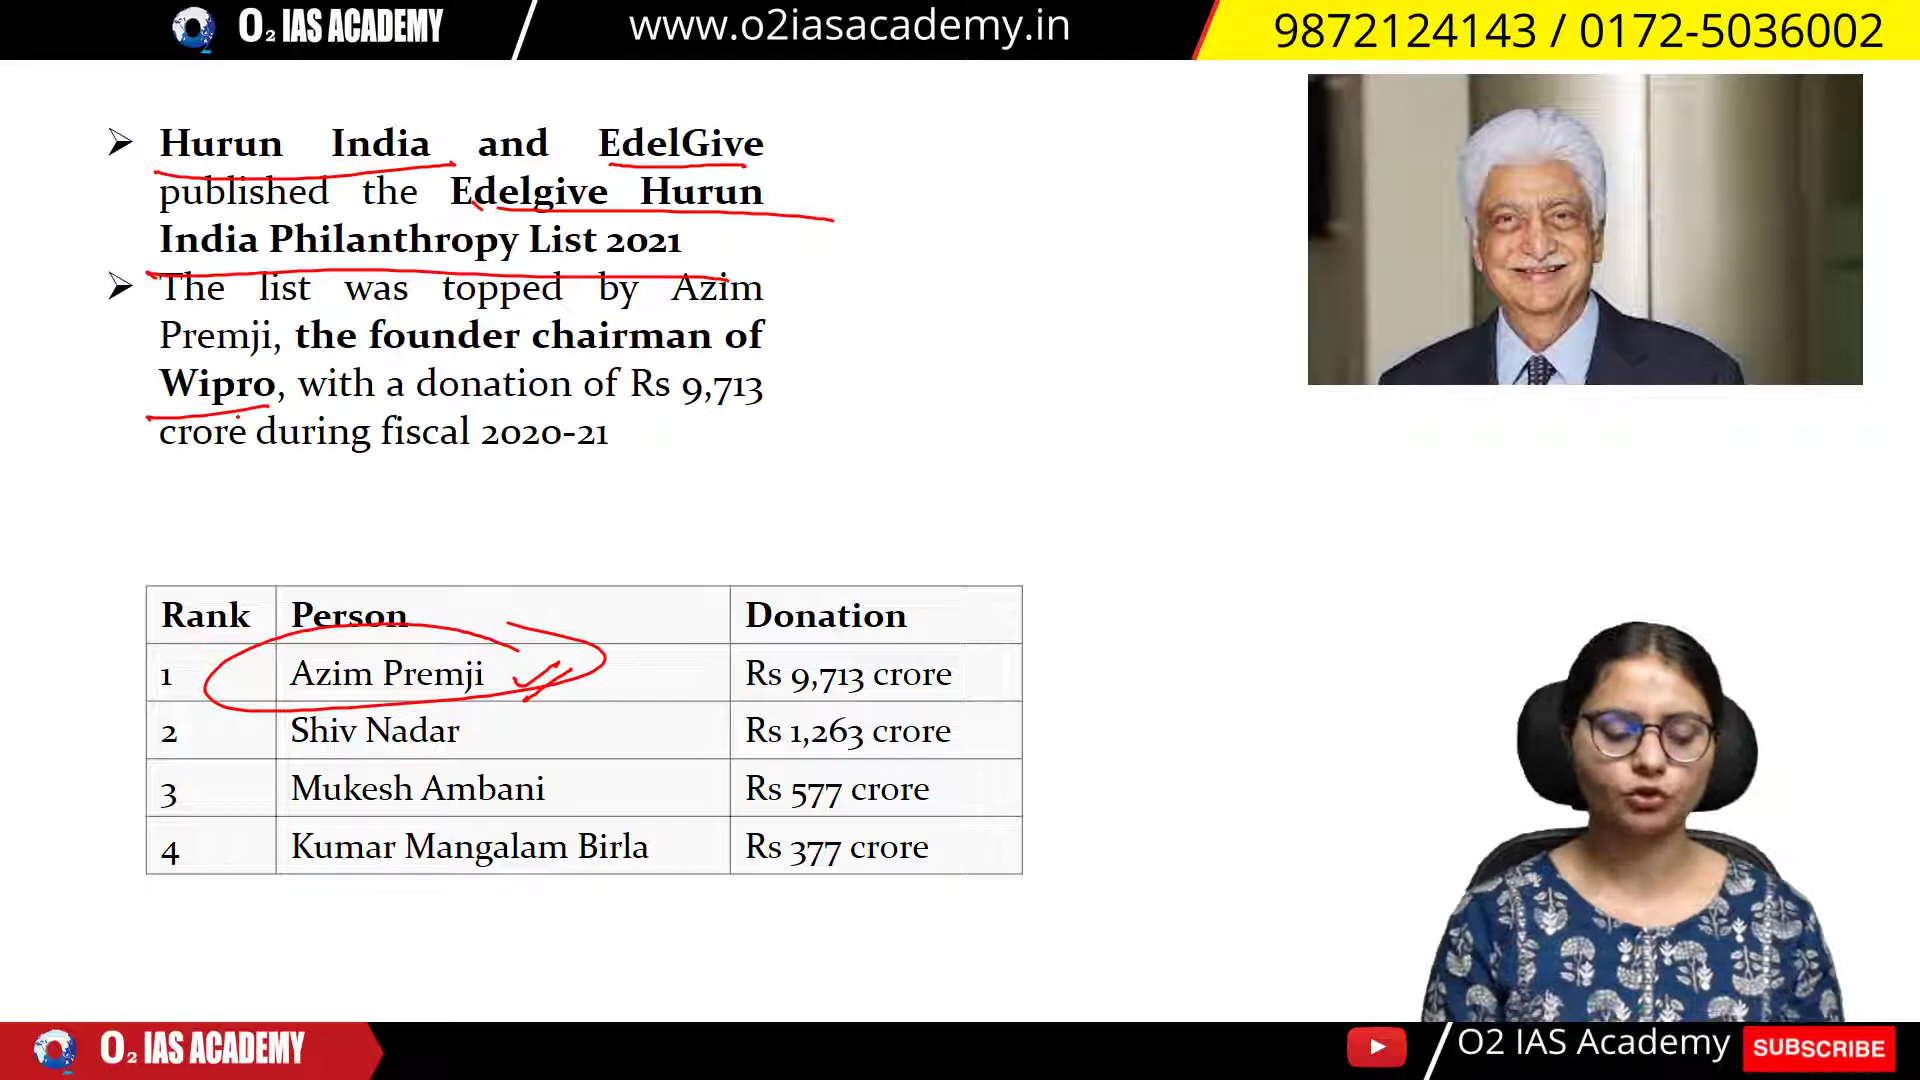 O₂ IAS ACADEMY
www.o2iasacademy.in
9872124143 / 0172-5036002
➢ Hurun India and EdelGive
published the Edelgive Hurun
India Philanthropy List 2021
➢ The list was topped by Azim
Premji, the founder chairman of
Wipro, with a donation of Rs 9,713
crore during fiscal 2020-21
Rank Person Donation
1 Azim Premji Rs 9,713 crore
2 Shiv Nadar Rs 1,263 crore
3 Mukesh Ambani Rs 577 crore
4 Kumar Mangalam Birla Rs 377 crore
O₂ IAS ACADEMY
O2 IAS Academy
SUBSCRIBE